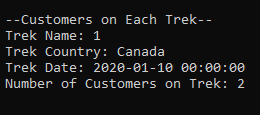 --Customers on Each Trek--
Trek Name: 1
Trek Country: Canada
Trek Date: 2020-01-10 00:00:00
Number of Customers on Trek: 2